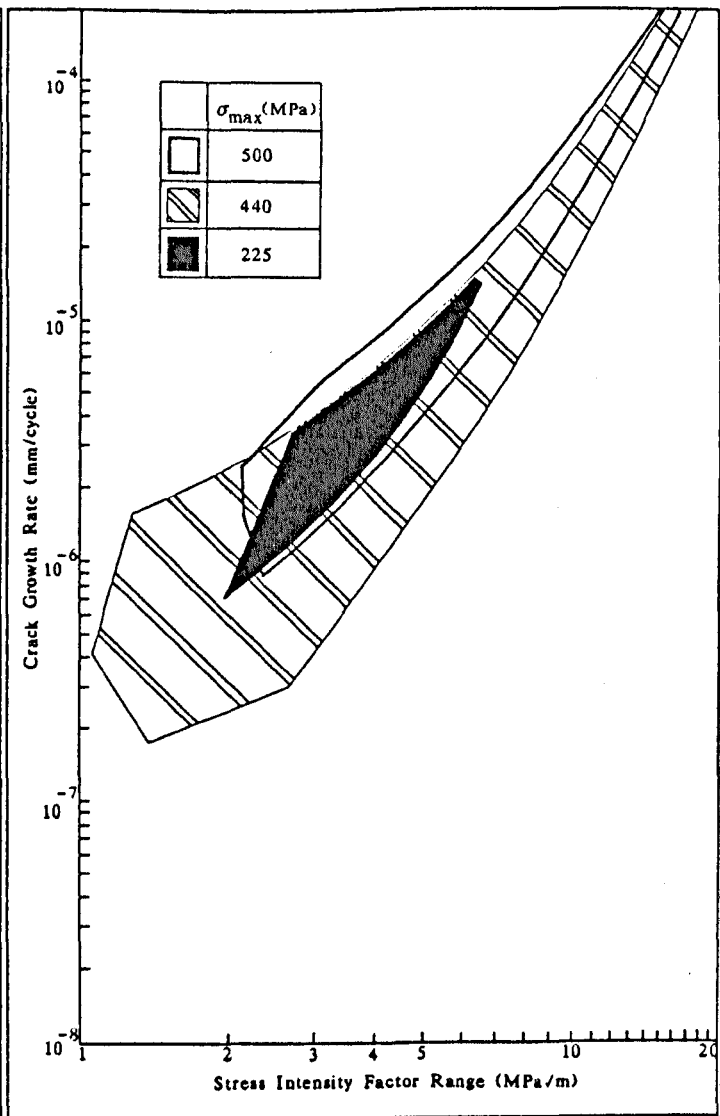 σmax(MPa)
500
440
225
10-4
10-5
10-6
10-7
10-8
Crack Growth Rate (mm/cycle)
1 2 3 4 5 10 20
Stress Intensity Factor Range (MPa√m)